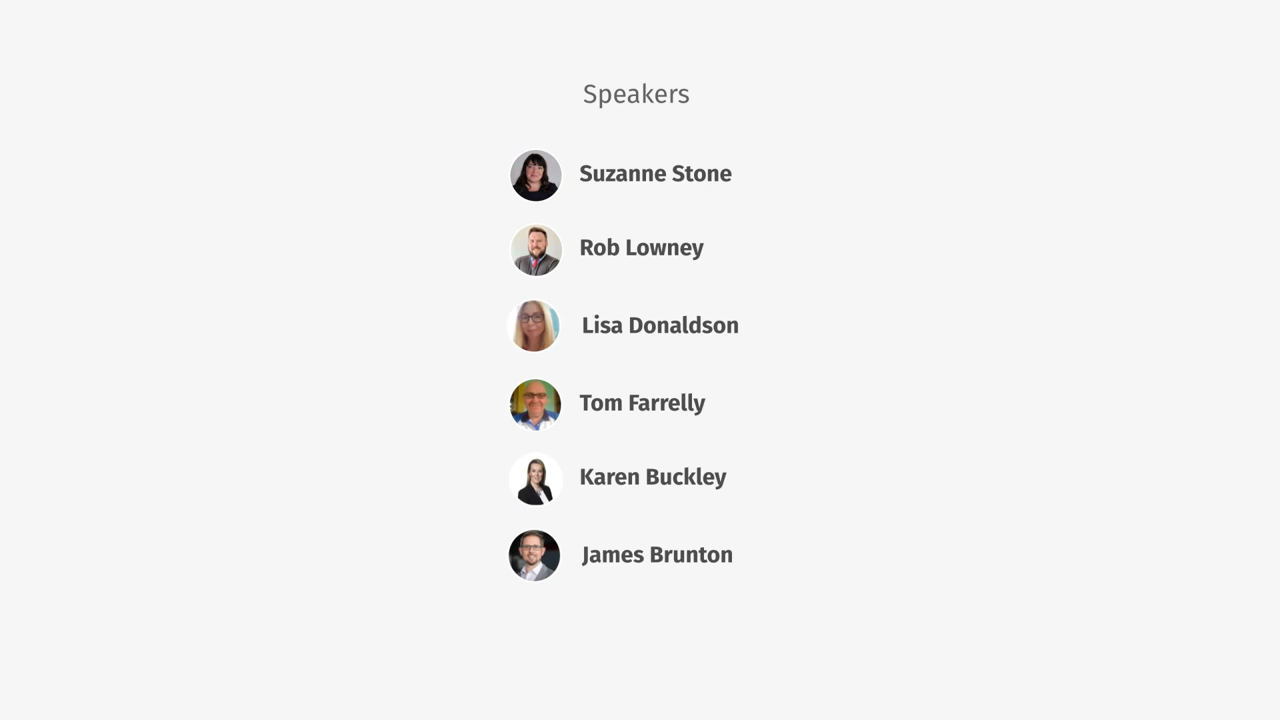 Speakers
Suzanne Stone
Rob Lowney
Lisa Donaldson
Tom Farrelly
Karen Buckley
James Brunton